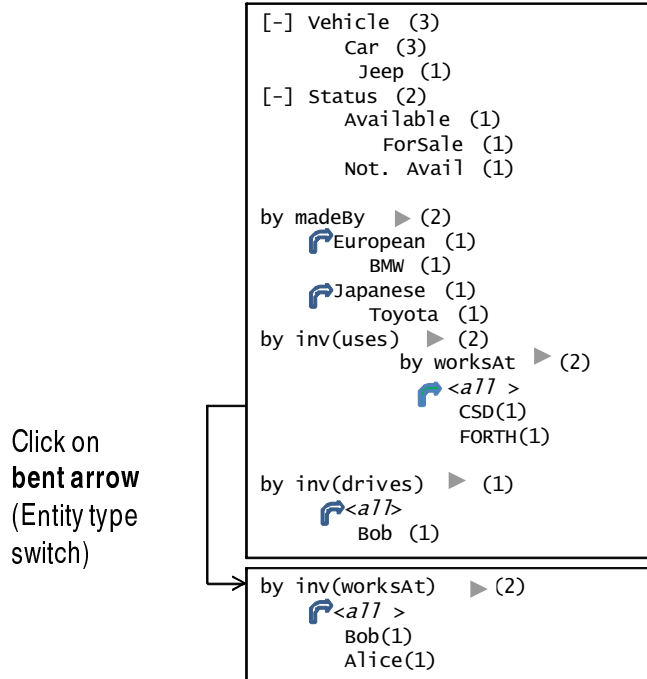 [-] Vehicle (3)
Car (3)
Jeep (1)
[-] Status (2)
Available (1)
ForSale (1)
Not. Avail (1)
by madeBy (2)
European (1)
BMW (1)
Japanese (1)
Toyota (1)
by inv(uses) (2)
by worksAt (2)
<all >
CSD(1)
FORTH(1)
by inv(drives) (1)
<all>
Bob (1)
Click on
bent arrow
(Entity type
switch)
by inv(worksAt) (2)
<all >
Bob(1)
Alice(1)